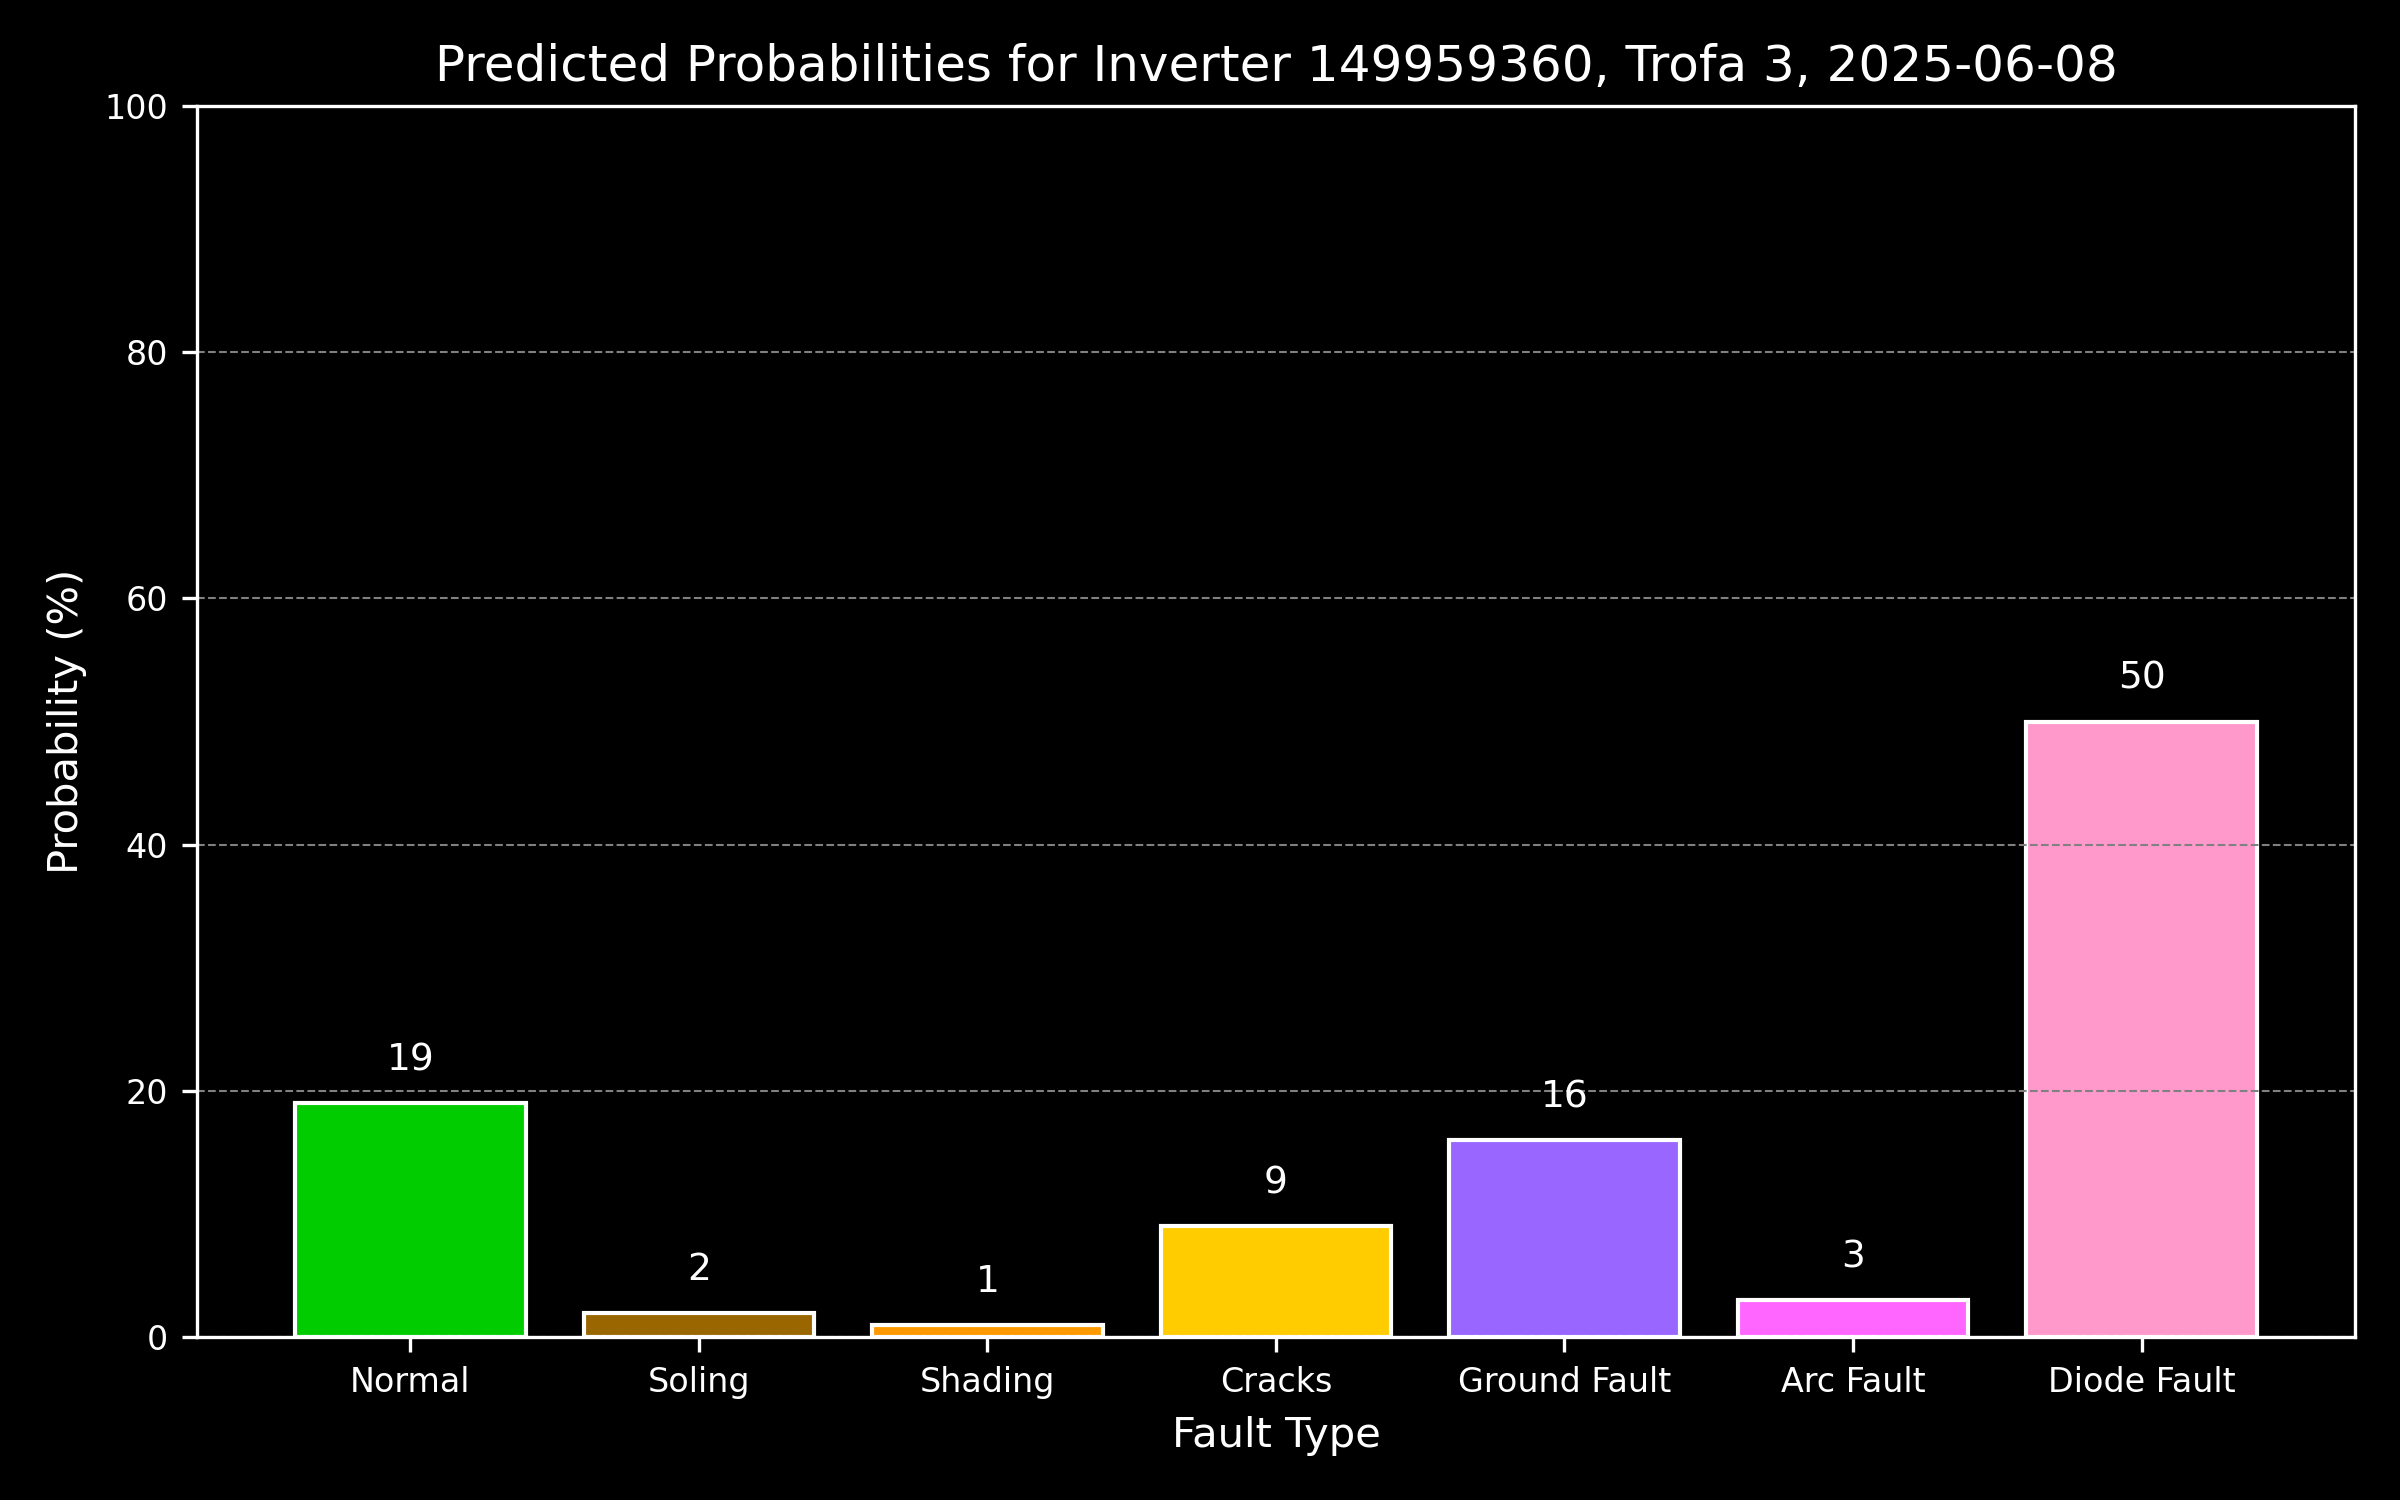 Predicted Probabilities for Inverter 149959360, Trofa 3, 2025-06-08
100
80
60
40
20
0
Probability (%)
19
2
1
9
16
3
50
Normal
Soling
Shading
Cracks
Ground Fault
Arc Fault
Diode Fault
Fault Type